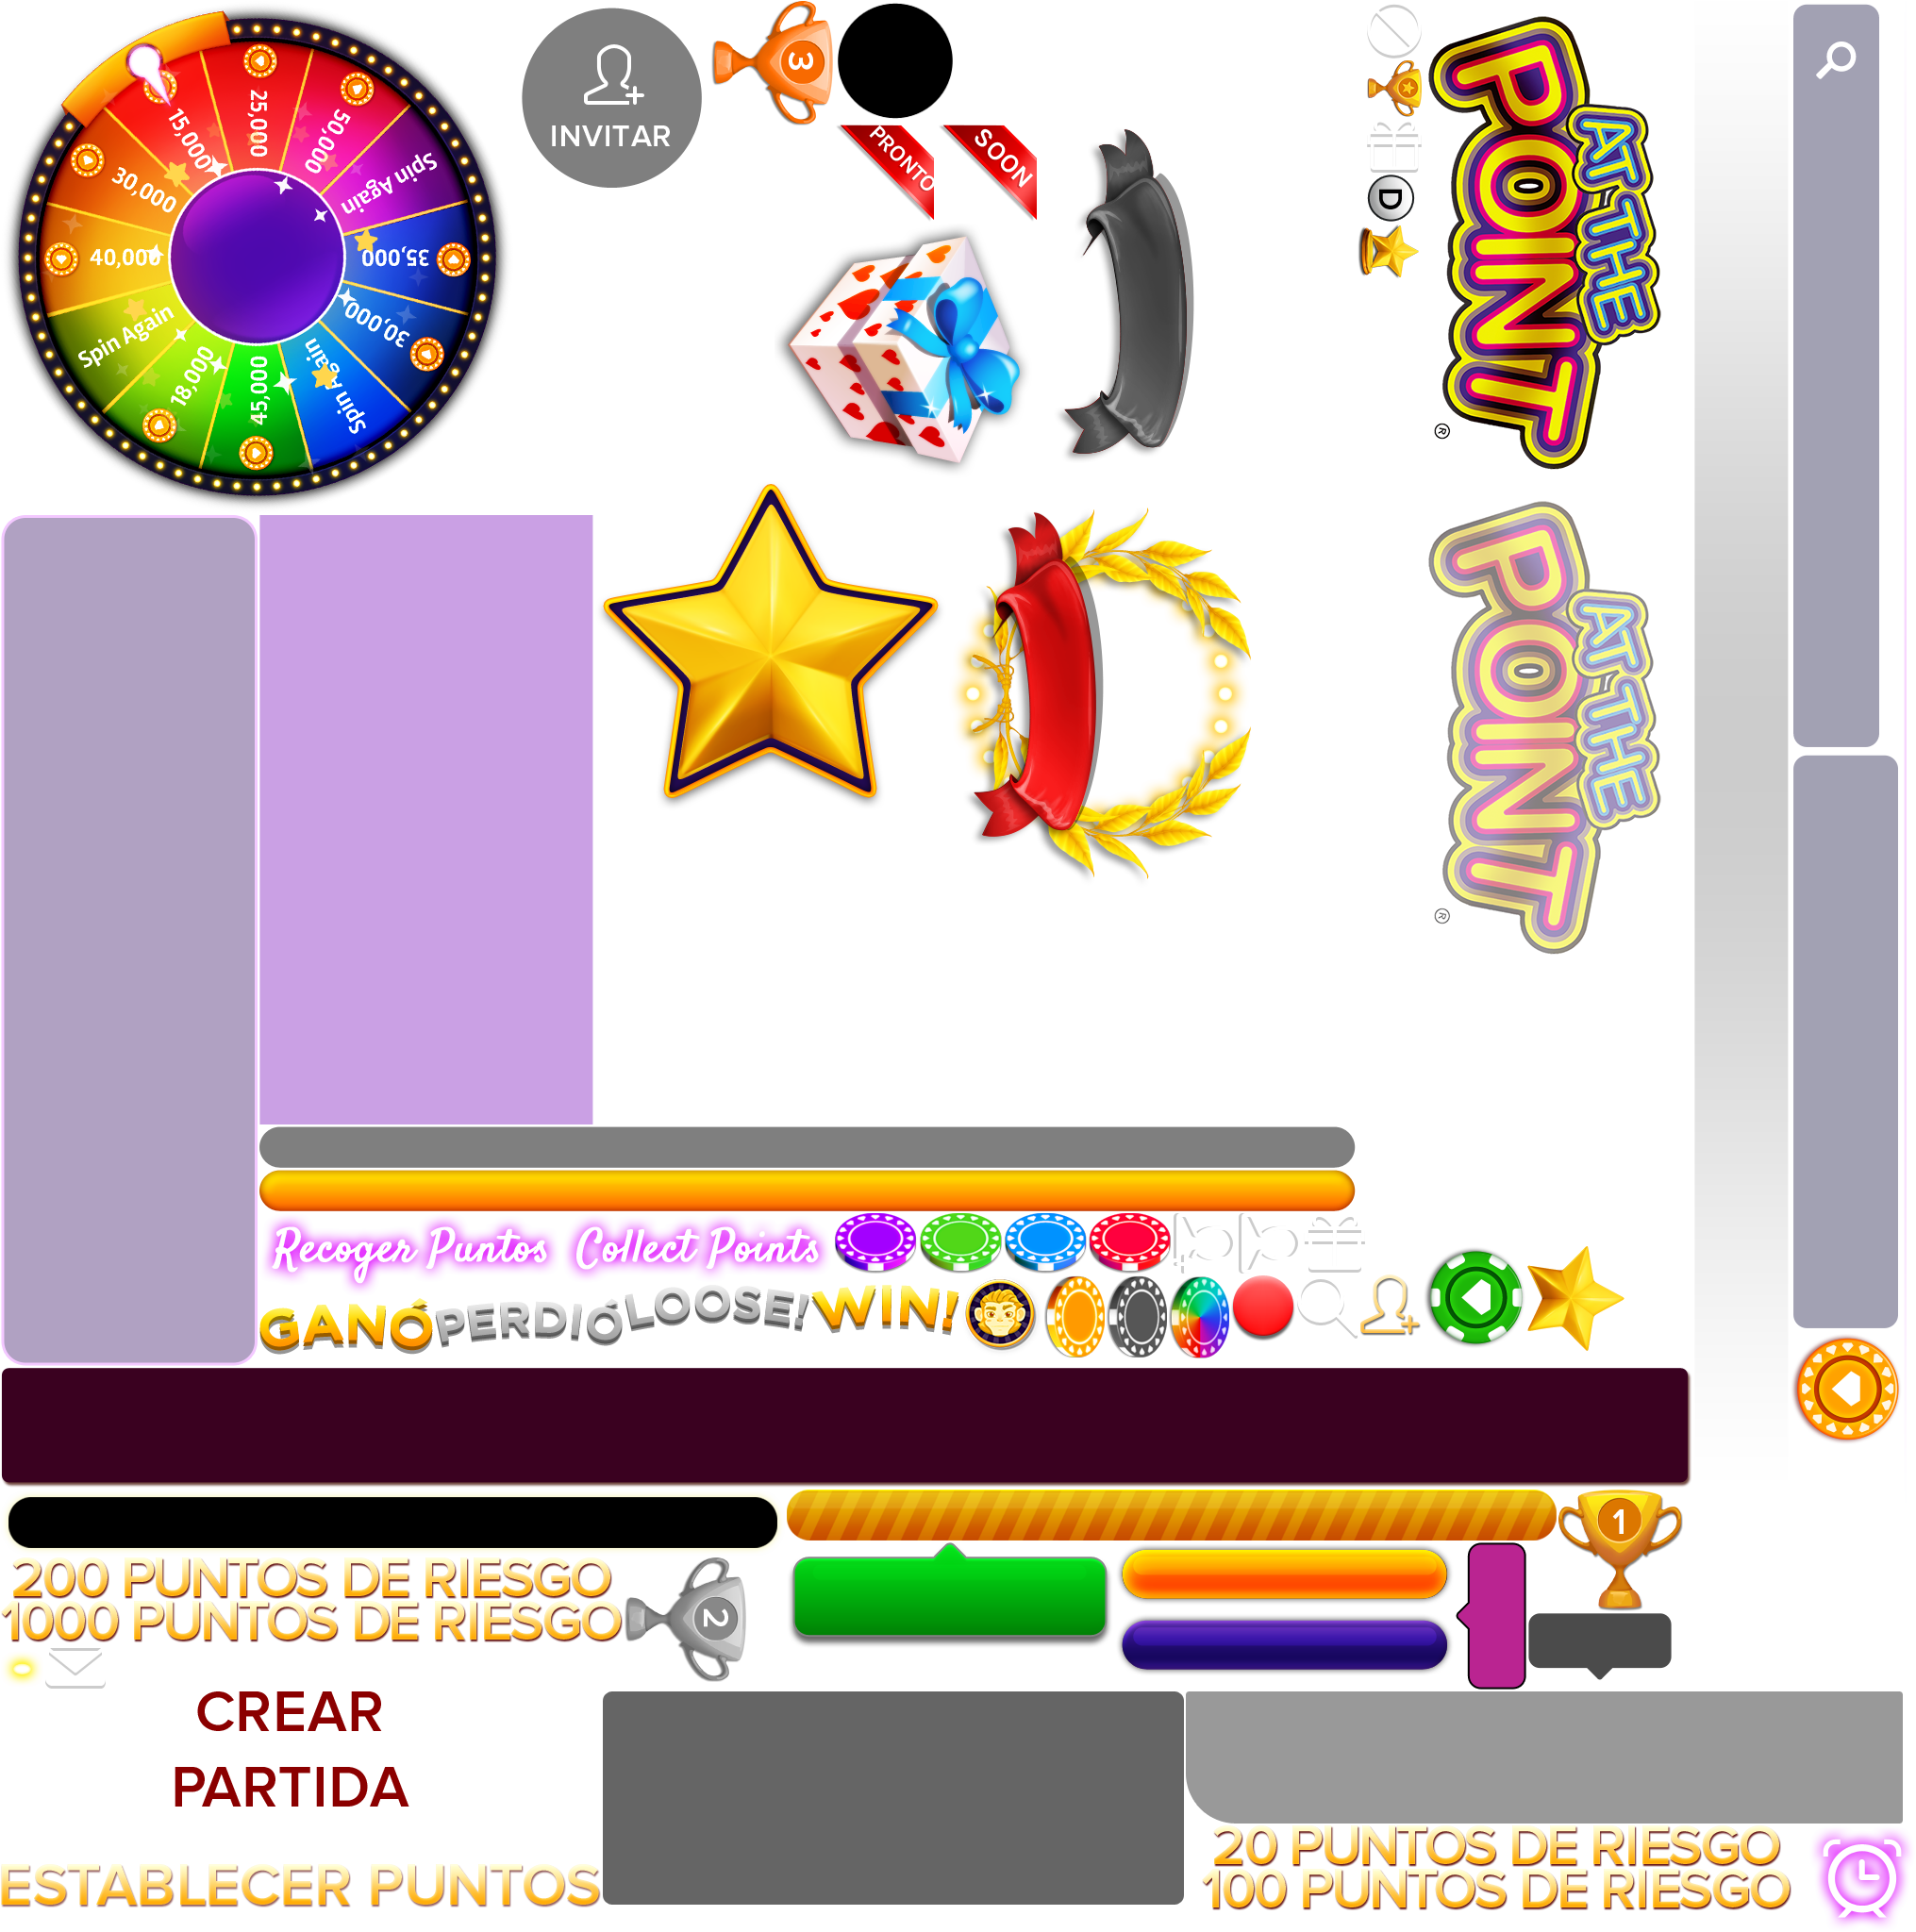 25,000
50,000
Spin Again
35,000
30,000
Spin Again
45,000
18,000
Spin Again
40,000
30,000
15,000
INVITAR
3
PRONTO
SOON
D
AT THE
POINT
®
AT THE
POINT
®
Recoger Puntos
Collect Points
GANÓ
PERDIÓ
LOOSE!
WIN!
1
200 PUNTOS DE RIESGO
1000 PUNTOS DE RIESGO
2
CREAR
PARTIDA
ESTABLECER PUNTOS
20 PUNTOS DE RIESGO
100 PUNTOS DE RIESGO